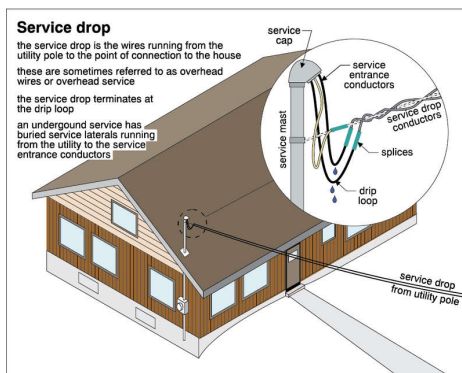 Service drop
the service drop is the wires running from the
utility pole to the point of connection to the house
these are sometimes referred to as overhead
wires or overhead service
the service drop terminates at
the drip loop
an undergound service has
buried service laterals running
from the utility to the service
entrance conductors
service
cap
service
entrance
conductors
service drop
conductors
service mast
splices
drip
loop
service drop
from utility pole